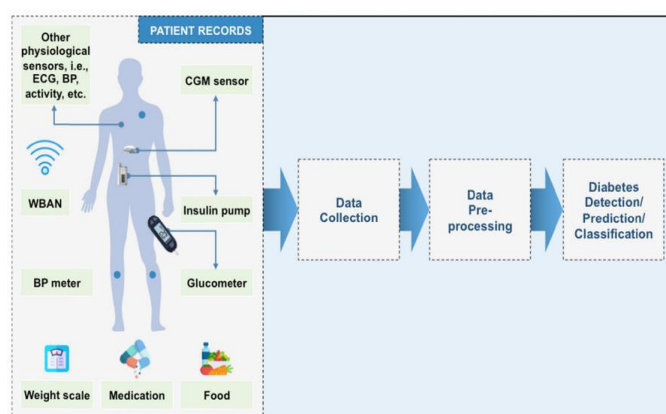 PATIENT RECORDS
Other
physiological
sensors, i.e.,
ECG, BP,
activity, etc.
CGM sensor
WBAN
Insulin pump
BP meter
Glucometer
Weight scale
Medication
Food
Data
Collection
Data
Pre-
processing
Diabetes
Detection/
Prediction/
Classification